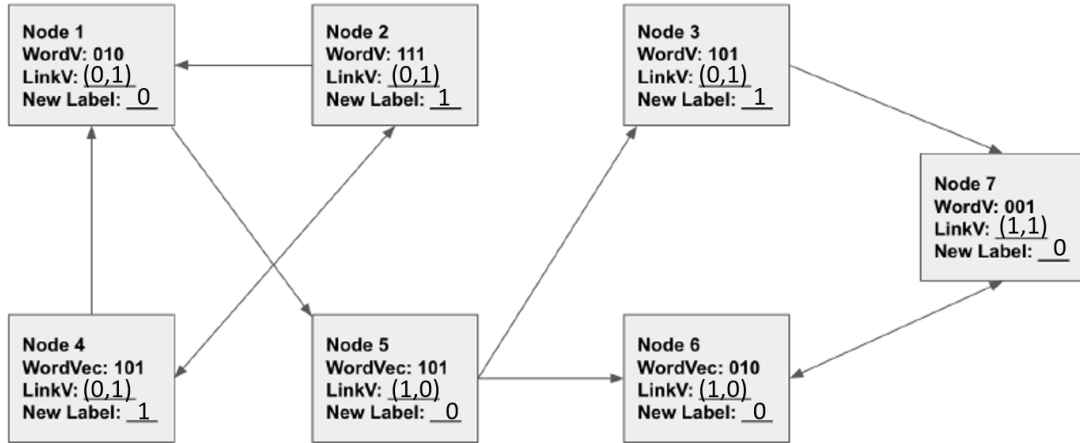 Node 1
WordV: 010
LinkV: (0,1)
New Label: 0
Node 2
WordV: 111
LinkV: (0,1)
New Label: 1
Node 3
WordV: 101
LinkV: (0,1)
New Label: 1
Node 7
WordV: 001
LinkV: (1,1)
New Label: 0
Node 4
WordVec: 101
LinkV: (0,1)
New Label: 1
Node 5
WordVec: 101
LinkV: (1,0)
New Label: 0
Node 6
WordVec: 010
LinkV: (1,0)
New Label: 0